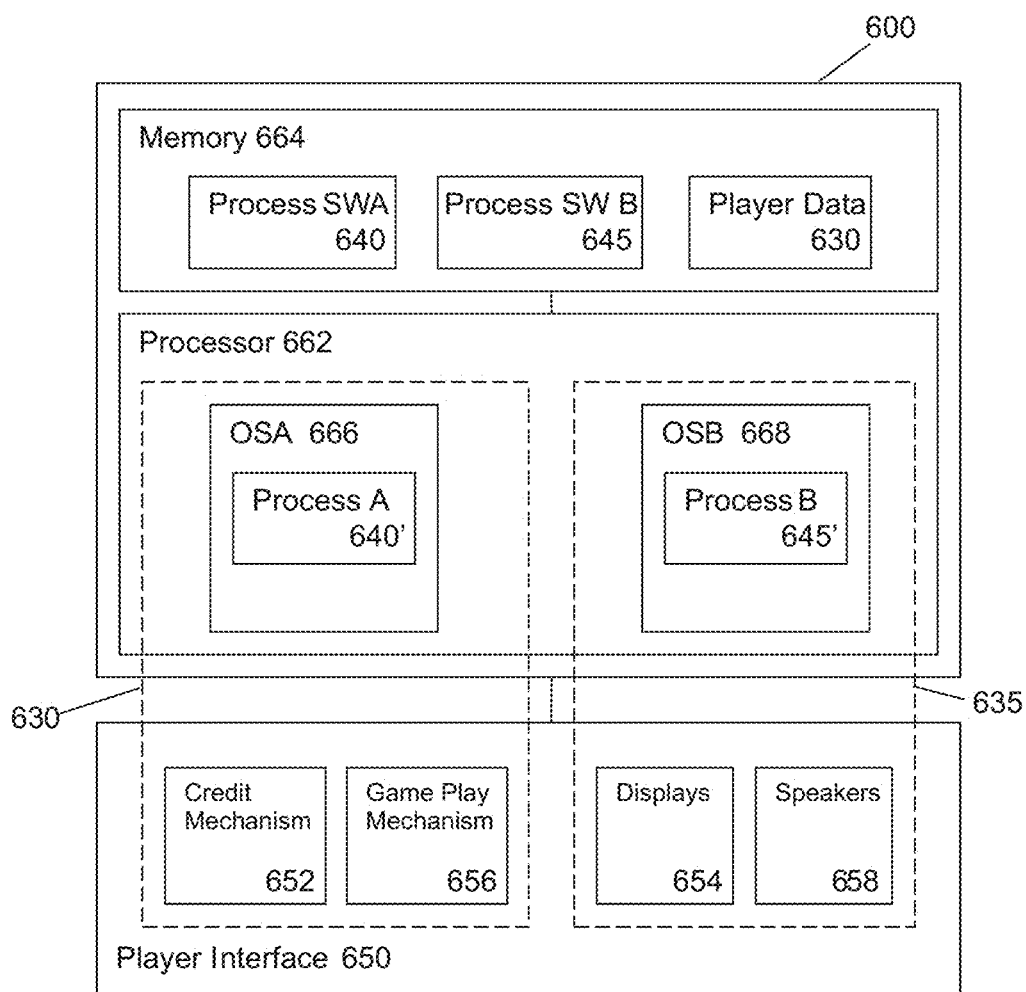 600
Memory 664
Process SWA
640
Process SW B
645
Player Data
630
Processor 662
OSA 666
Process A
640’
OSB 668
Process B
645’
630
635
Credit
Mechanism
652
Game Play
Mechanism
656
Displays
654
Speakers
658
Player Interface 650